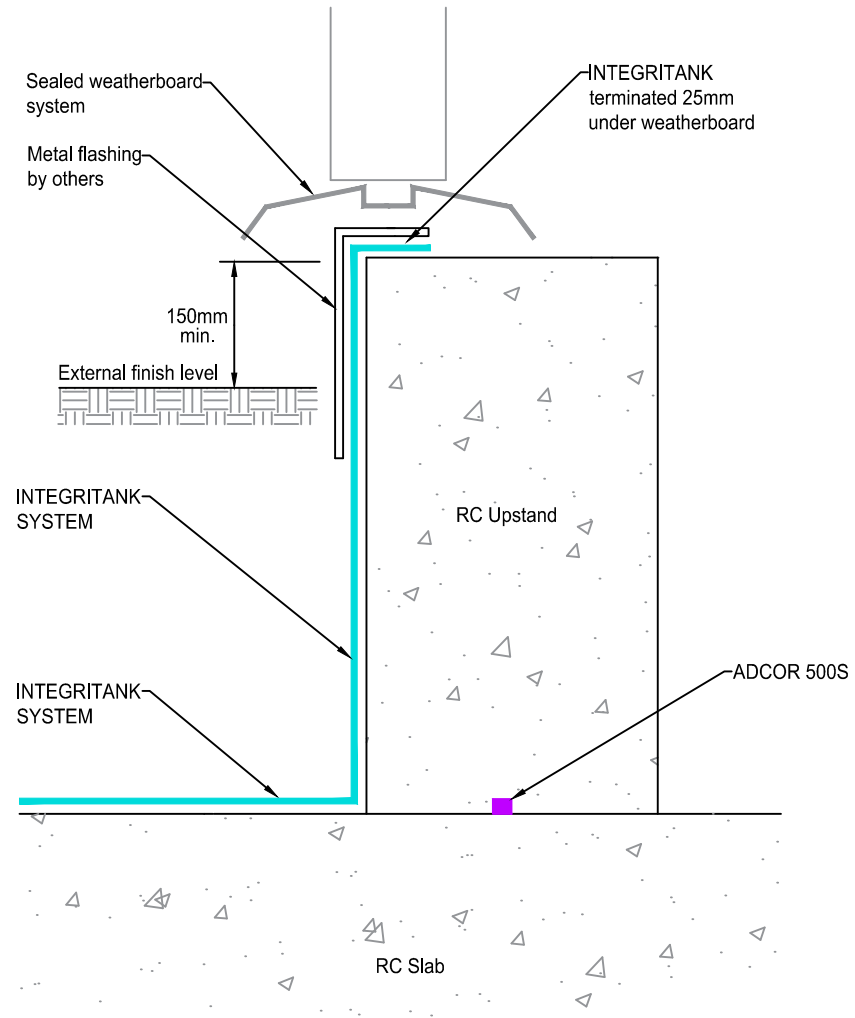 Sealed weatherboard
system
INTEGRITANK
terminated 25mm
under weatherboard
Metal flashing
by others
150mm
min.
External finish level
INTEGRITANK
SYSTEM
RC Upstand
INTEGRITANK
SYSTEM
ADCOR 500S
RC Slab